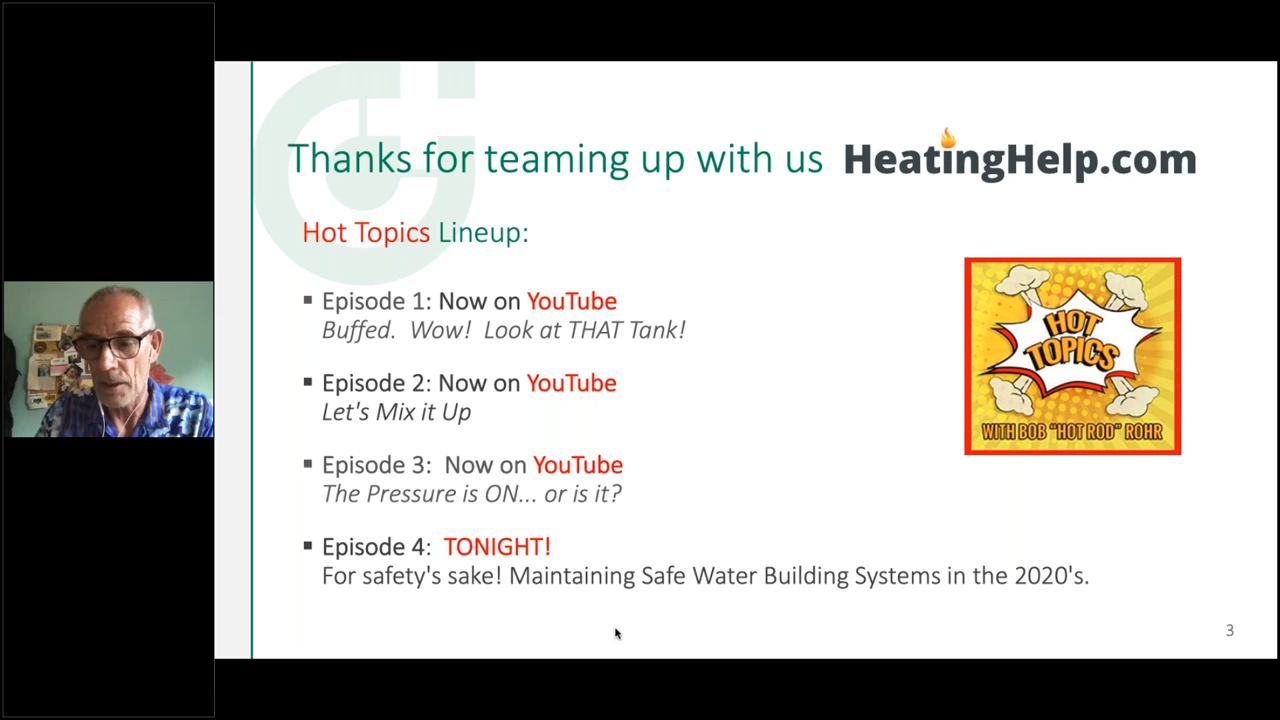 Thanks for teaming up with us HeatingHelp.com
Hot Topics Lineup:
▪ Episode 1: Now on YouTube
Buffed. Wow! Look at THAT Tank!
▪ Episode 2: Now on YouTube
Let's Mix it Up
▪ Episode 3: Now on YouTube
The Pressure is ON... or is it?
▪ Episode 4: TONIGHT!
For safety's sake! Maintaining Safe Water Building Systems in the 2020's.
HOT
TOPICS
WITH BOB "HOT ROD" ROHR
3